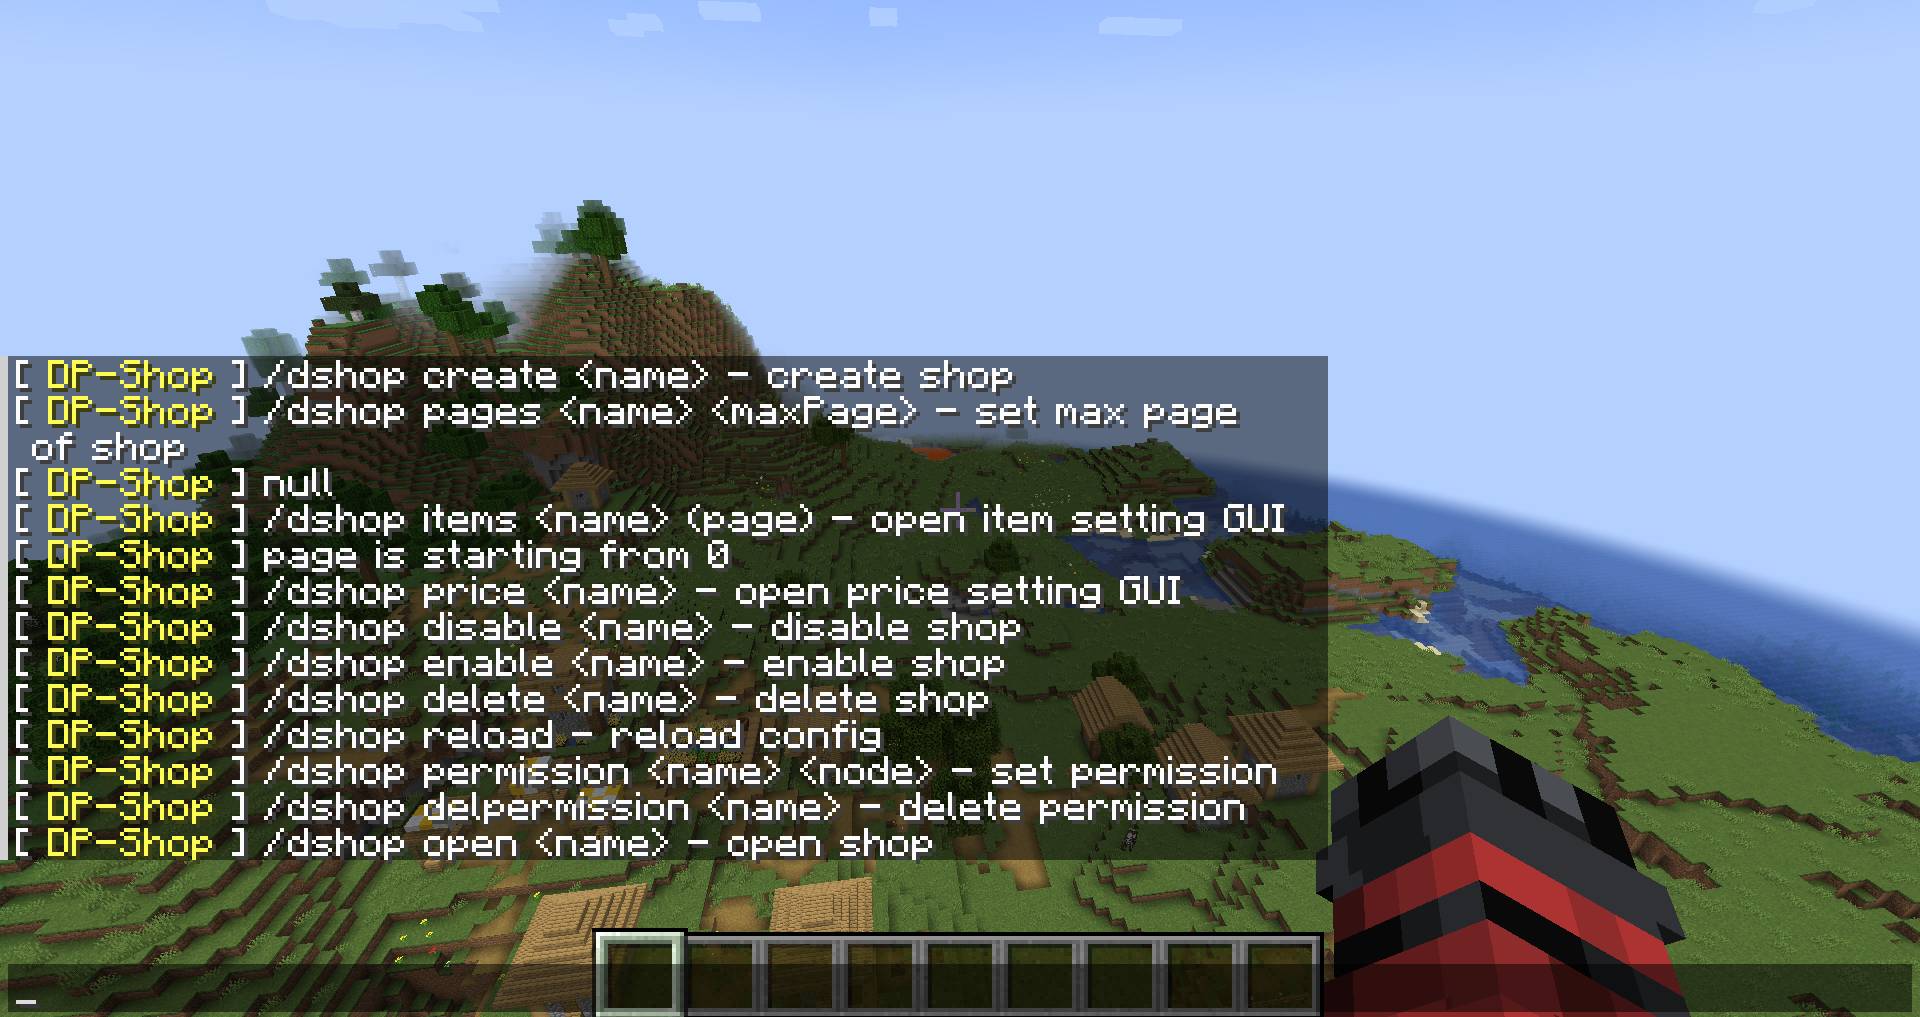 [ DP-Shop ] /dshop create <name> - create shop
[ DP-Shop ] /dshop pages <name> <maxPage> - set max page
of shop
[ DP-Shop ] null
[ DP-Shop ] /dshop items <name> (page) - open item setting GUI
[ DP-Shop ] page is starting from 0
[ DP-Shop ] /dshop price <name> - open price setting GUI
[ DP-Shop ] /dshop disable <name> - disable shop
[ DP-Shop ] /dshop enable <name> - enable shop
[ DP-Shop ] /dshop delete <name> - delete shop
[ DP-Shop ] /dshop reload - reload config
[ DP-Shop ] /dshop permission <name> <node> - set permission
[ DP-Shop ] /dshop delpermission <name> - delete permission
[ DP-Shop ] /dshop open <name> - open shop
_